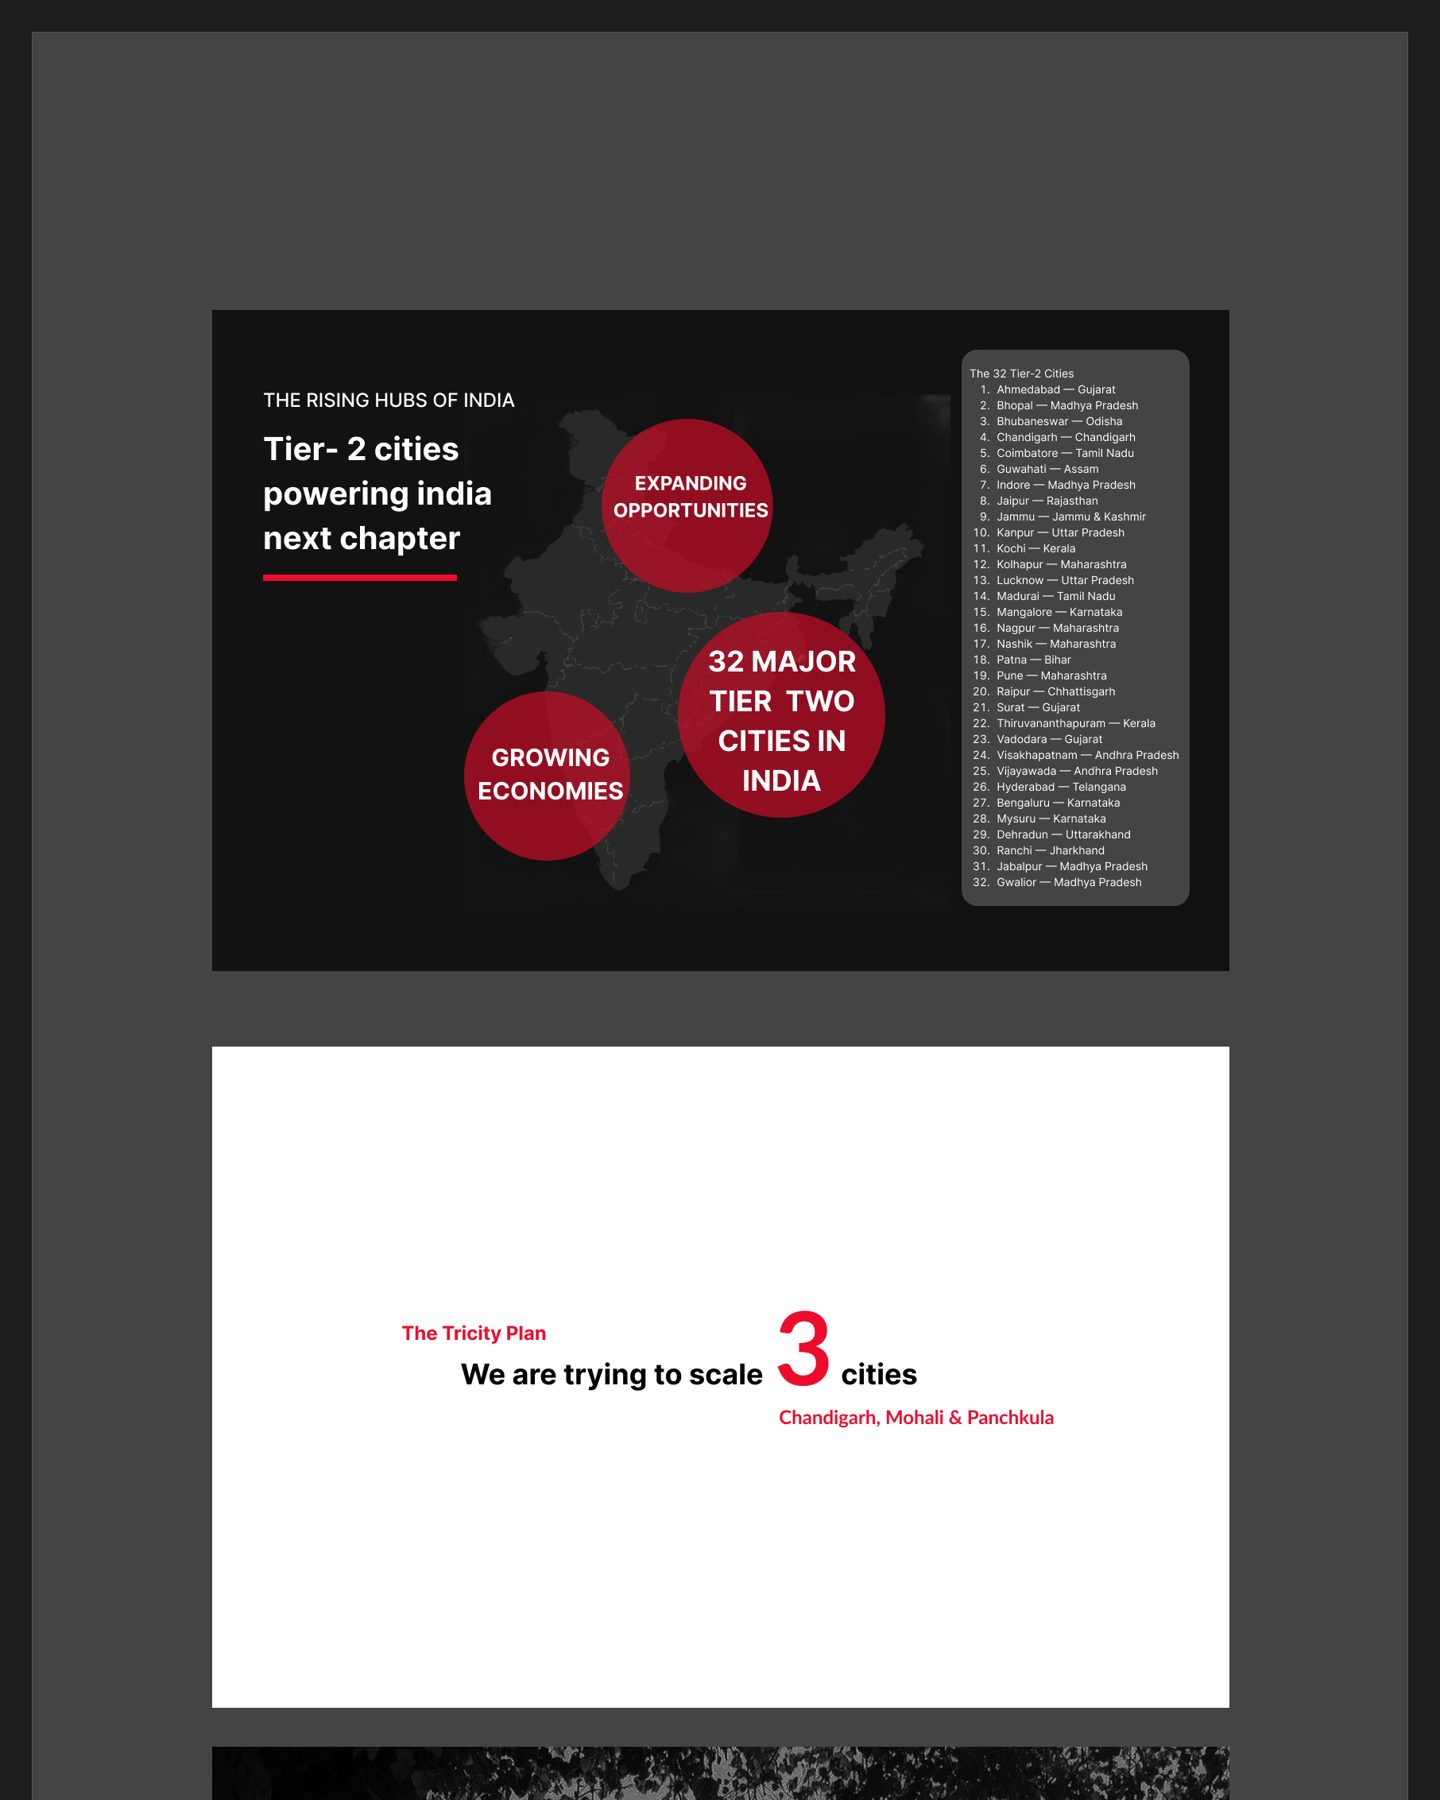 THE RISING HUBS OF INDIA
Tier- 2 cities
powering india
next chapter
EXPANDING
OPPORTUNITIES
32 MAJOR
TIER  TWO
CITIES IN
INDIA
GROWING
ECONOMIES
The 32 Tier-2 Cities
1. Ahmedabad — Gujarat
2. Bhopal — Madhya Pradesh
3. Bhubaneswar — Odisha
4. Chandigarh — Chandigarh
5. Coimbatore — Tamil Nadu
6. Guwahati — Assam
7. Indore — Madhya Pradesh
8. Jaipur — Rajasthan
9. Jammu — Jammu & Kashmir
10. Kanpur — Uttar Pradesh
11. Kochi — Kerala
12. Kolhapur — Maharashtra
13. Lucknow — Uttar Pradesh
14. Madurai — Tamil Nadu
15. Mangalore — Karnataka
16. Nagpur — Maharashtra
17. Nashik — Maharashtra
18. Patna — Bihar
19. Pune — Maharashtra
20. Raipur — Chhattisgarh
21. Surat — Gujarat
22. Thiruvananthapuram — Kerala
23. Vadodara — Gujarat
24. Visakhapatnam — Andhra Pradesh
25. Vijayawada — Andhra Pradesh
26. Hyderabad — Telangana
27. Bengaluru — Karnataka
28. Mysuru — Karnataka
29. Dehradun — Uttarakhand
30. Ranchi — Jharkhand
31. Jabalpur — Madhya Pradesh
32. Gwalior — Madhya Pradesh
The Tricity Plan
We are trying to scale 3 cities
Chandigarh, Mohali & Panchkula